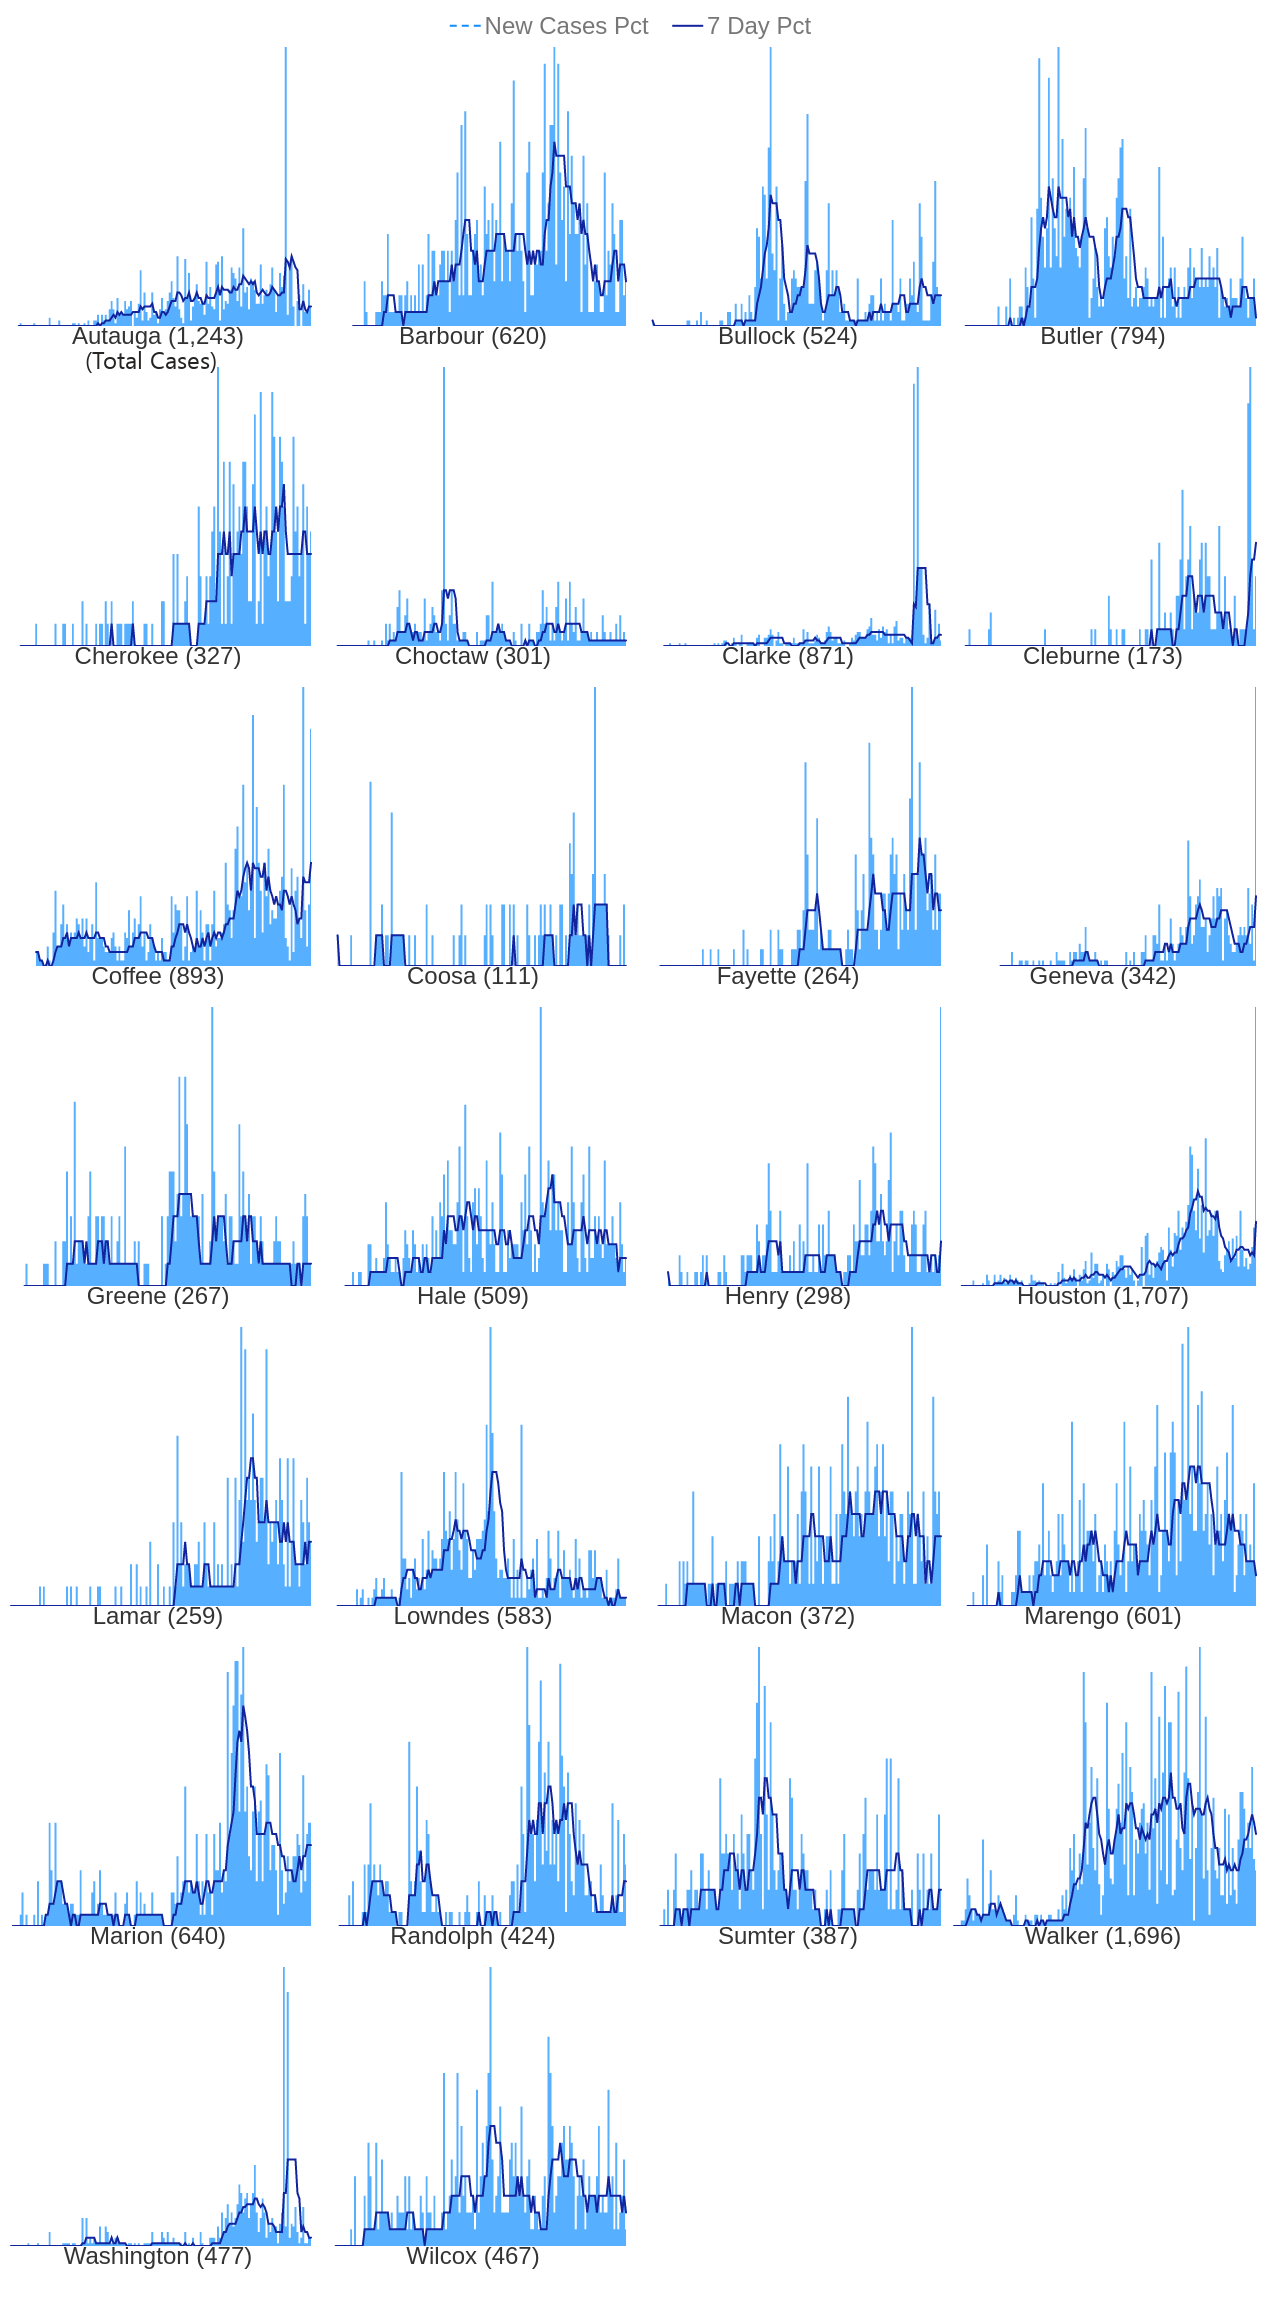 New Cases Pct 7 Day Pct
Autauga (1,243) Barbour (620) Bullock (524) Butler (794)
(Total Cases)
Cherokee (327) Choctaw (301) Clarke (871) Cleburne (173)
Coffee (893) Coosa (111) Fayette (264) Geneva (342)
Greene (267) Hale (509) Henry (298) Houston (1,707)
Lamar (259) Lowndes (583) Macon (372) Marengo (601)
Marion (640) Randolph (424) Sumter (387) Walker (1,696)
Washington (477) Wilcox (467)